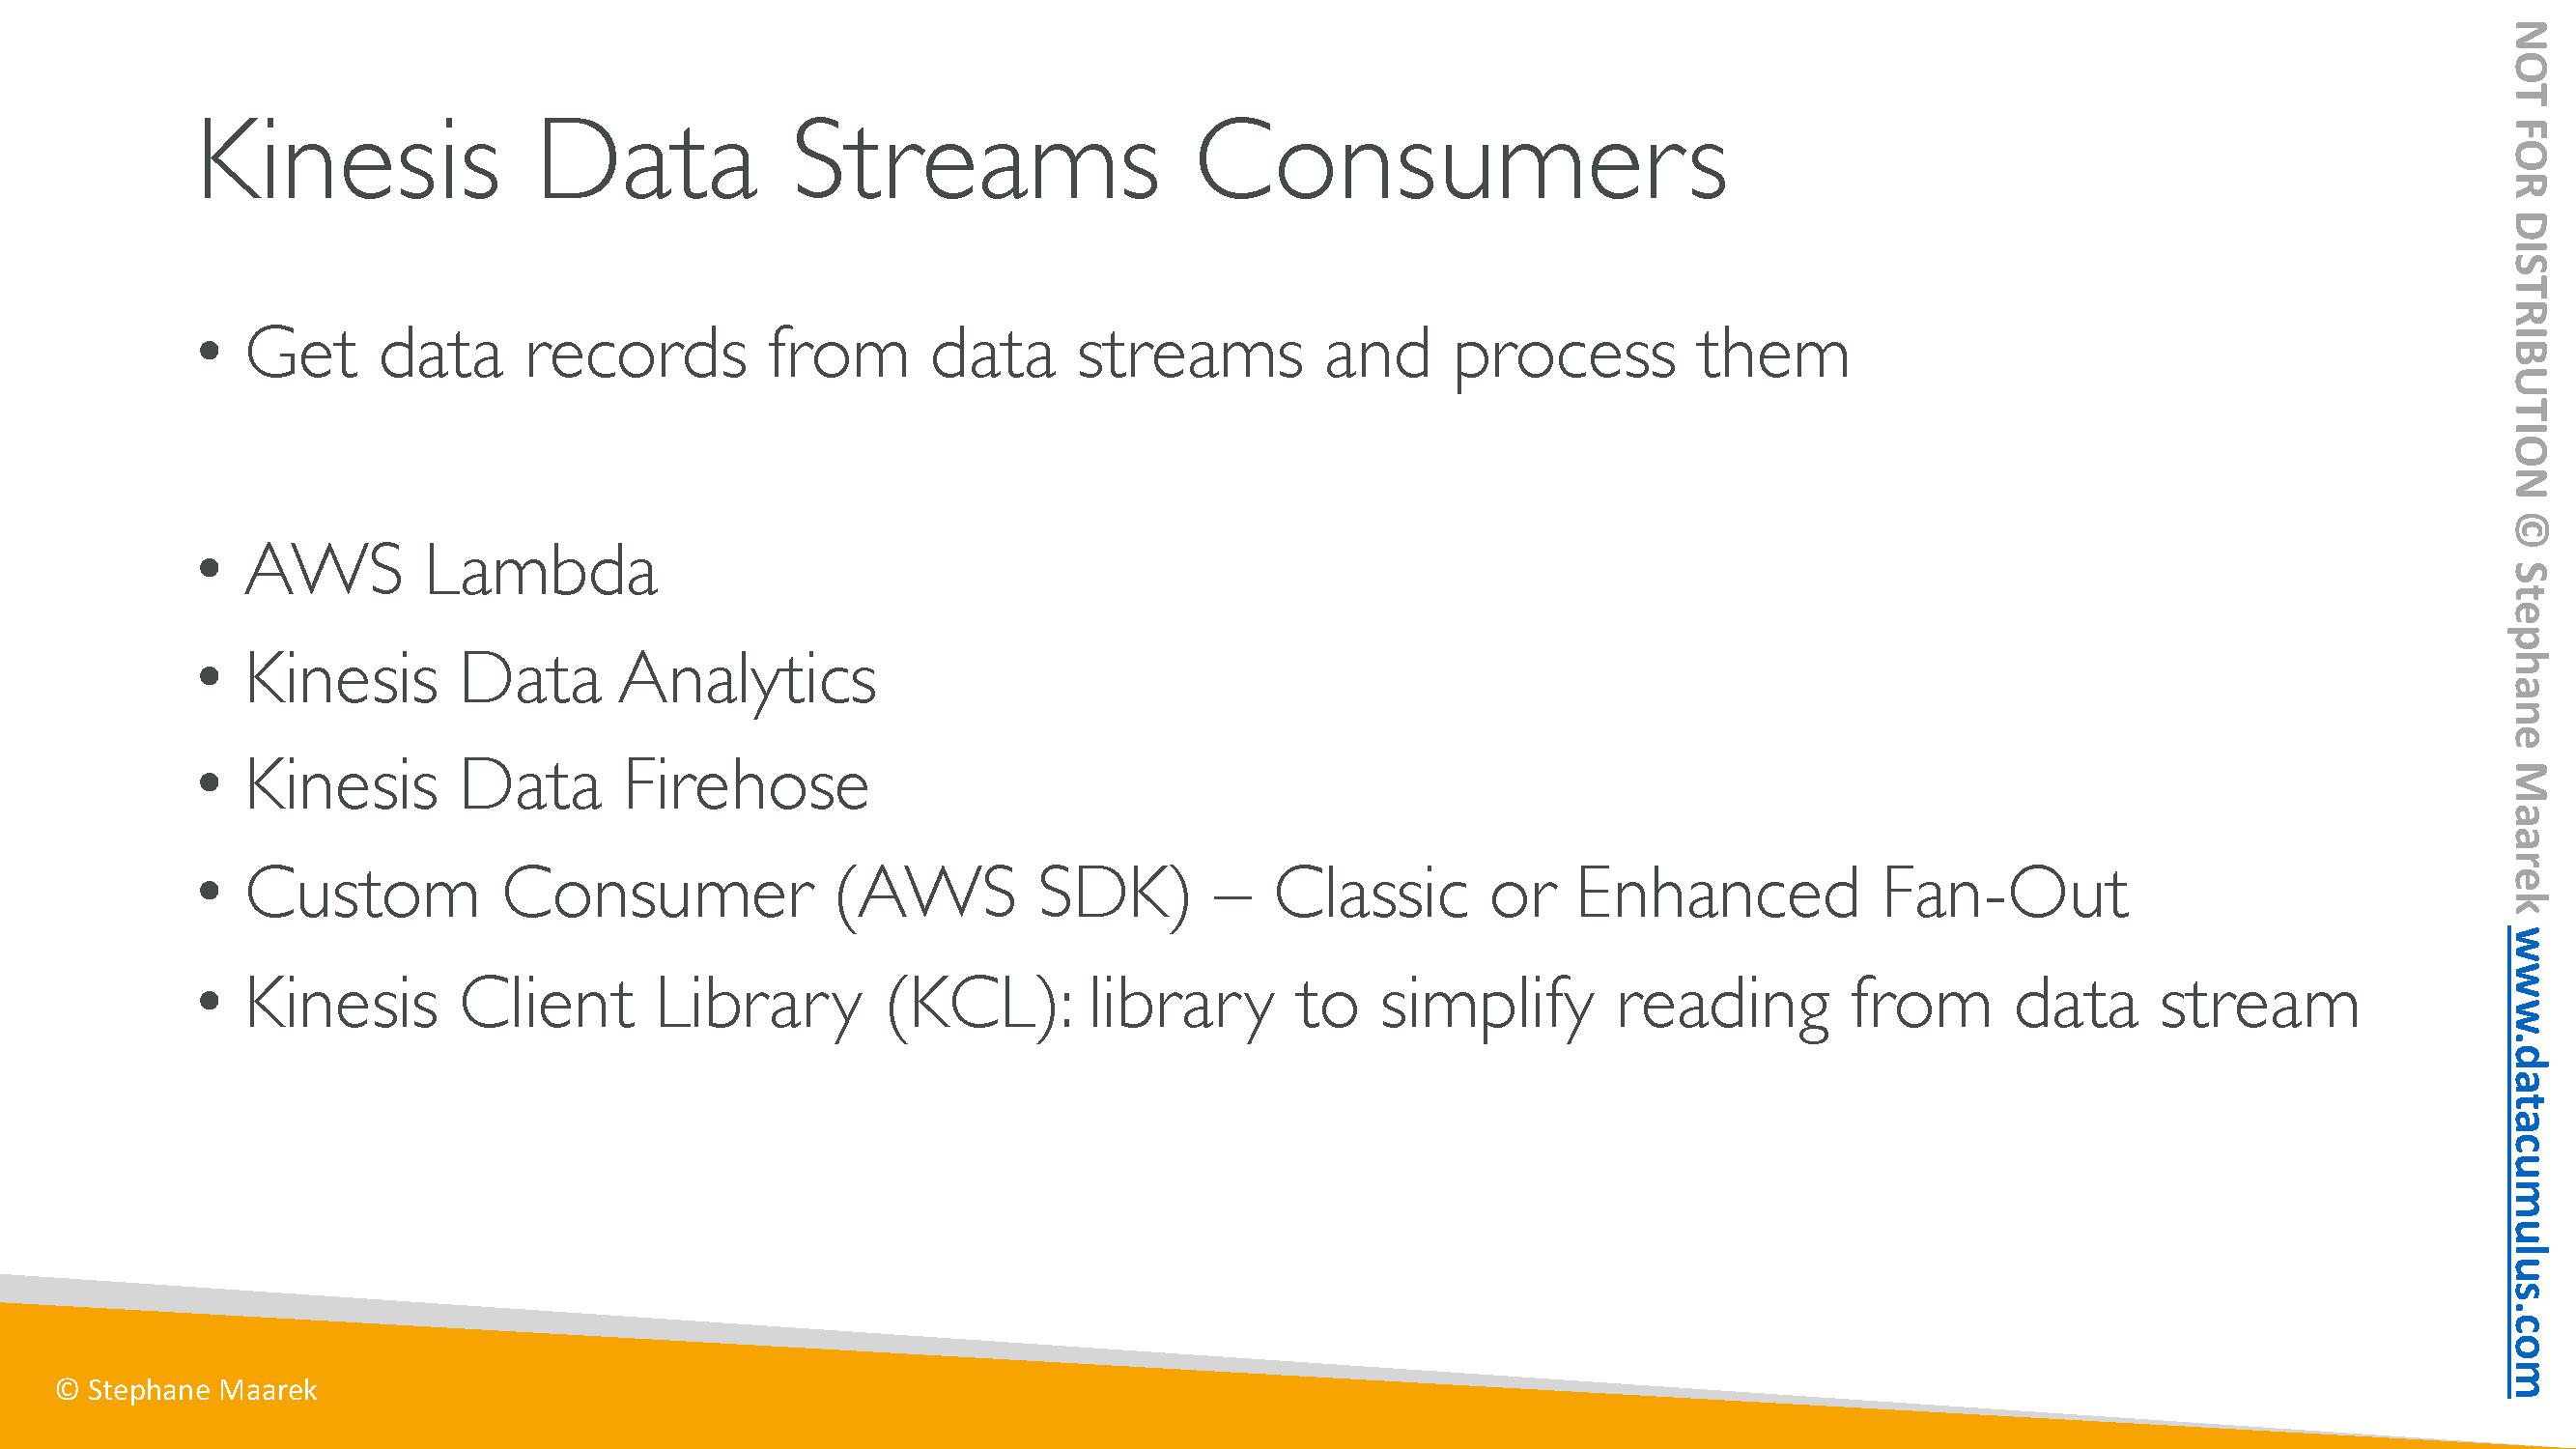 Kinesis Data Streams Consumers
• Get data records from data streams and process them
• AWS Lambda
• Kinesis Data Analytics
• Kinesis Data Firehose
• Custom Consumer (AWS SDK) – Classic or Enhanced Fan-Out
• Kinesis Client Library (KCL): library to simplify reading from data stream
© Stephane Maarek
NOT FOR DISTRIBUTION © Stephane Maarek www.datacumulus.com